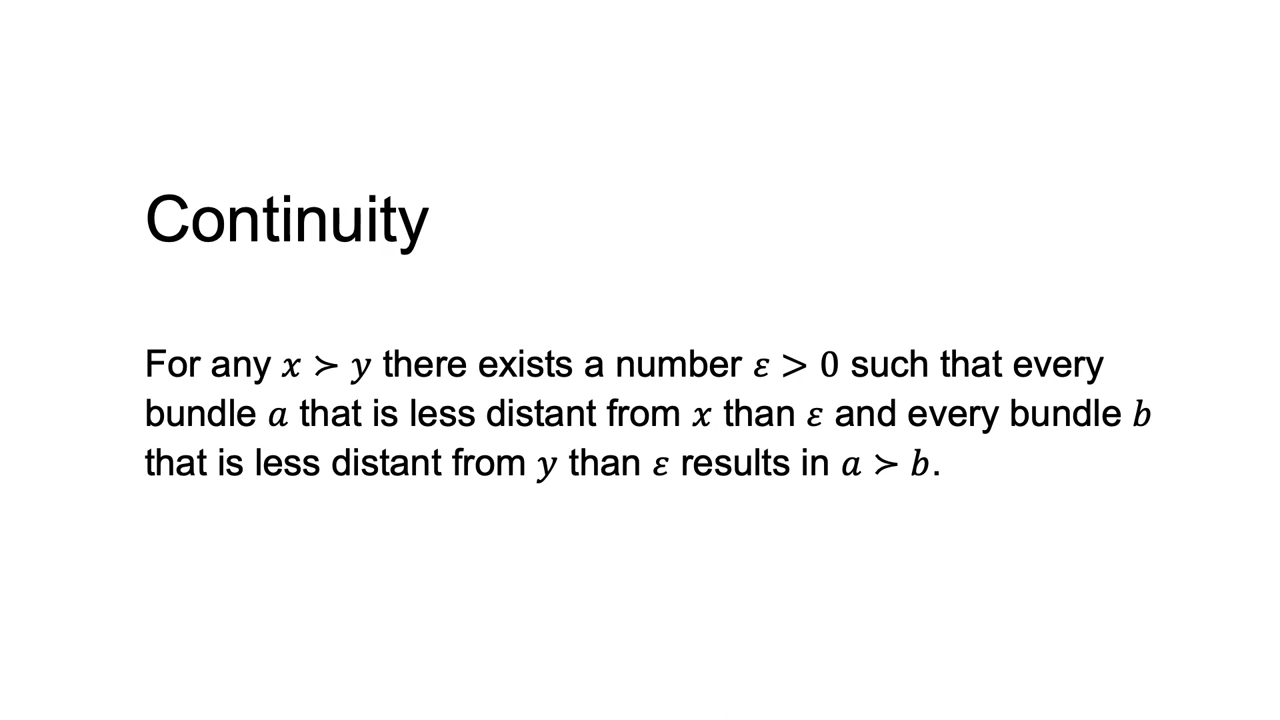 Continuity
For any x ≻ y there exists a number ε > 0 such that every
bundle a that is less distant from x than ε and every bundle b
that is less distant from y than ε results in a ≻ b.